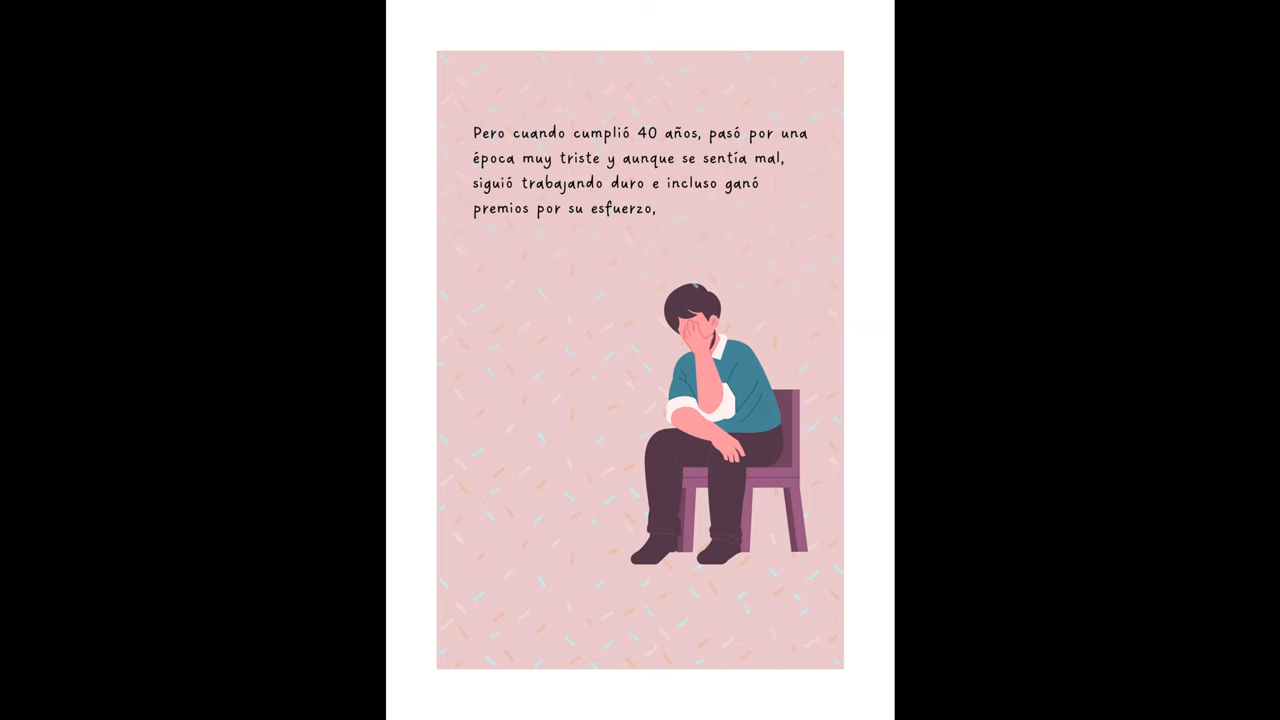 Pero cuando cumplió 40 años, pasó por una
época muy triste y aunque se sentía mal,
siguió trabajando duro e incluso ganó
premios por su esfuerzo,